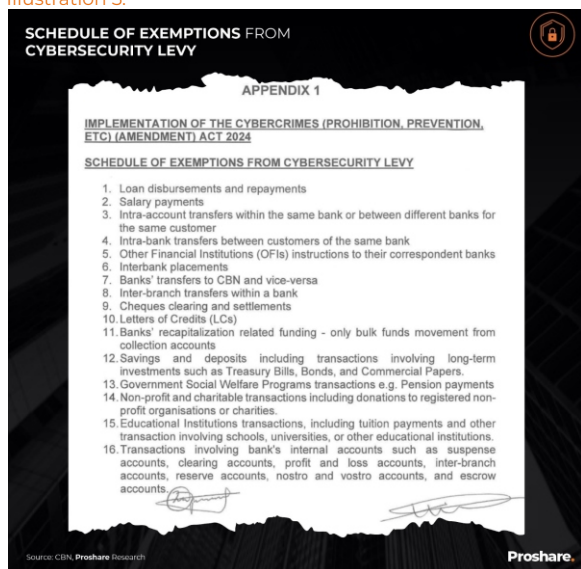 Illustration 3:
SCHEDULE OF EXEMPTIONS FROM
CYBERSECURITY LEVY
APPENDIX 1
IMPLEMENTATION OF THE CYBERCRIMES (PROHIBITION, PREVENTION,
ETC) (AMENDMENT) ACT 2024
SCHEDULE OF EXEMPTIONS FROM CYBERSECURITY LEVY
1. Loan disbursements and repayments
2. Salary payments
3. Intra-account transfers within the same bank or between different banks for
the same customer
4. Intra-bank transfers between customers of the same bank
5. Other Financial Institutions (OFIs) instructions to their correspondent banks
6. Interbank placements
7. Banks' transfers to CBN and vice-versa
8. Inter-branch transfers within a bank
9. Cheques clearing and settlements
10. Letters of Credits (LCs)
11. Banks' recapitalization related funding - only bulk funds movement from
collection accounts
12. Savings and deposits including transactions involving long-term
investments such as Treasury Bills, Bonds, and Commercial Papers.
13. Government Social Welfare Programs transactions e.g. Pension payments
14. Non-profit and charitable transactions including donations to registered non-
profit organisations or charities.
15. Educational Institutions transactions, including tuition payments and other
transaction involving schools, universities, or other educational institutions.
16. Transactions involving bank's internal accounts such as suspense
accounts, clearing accounts, profit and loss accounts, inter-branch
accounts, reserve accounts, nostro and vostro accounts, and escrow
accounts.
Source: CBN, Proshare Research
Proshare.